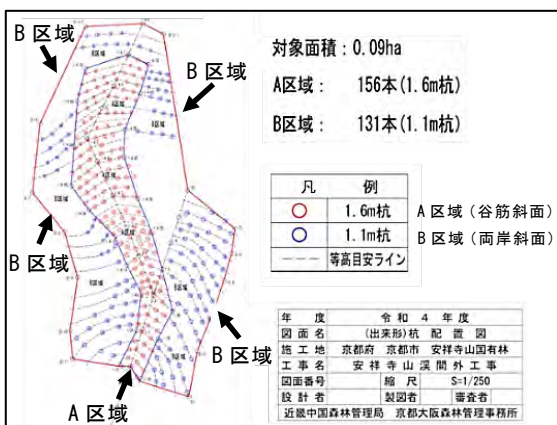 B 区域
B 区域
B 区域
B 区域
A 区域
対象面積:0.09ha
A区域: 156本(1.6m杭)
B区域: 131本(1.1m杭)
凡 例
1.6m杭 A 区域(谷筋斜面)
1.1m杭 B 区域(両岸斜面)
等高目安ライン
年 度 令 和 4 年 度
図 面 名 (出来形)杭 配 置 図
施 工 地 京都府 京都市 安祥寺山国有林
工 事 名 安 祥 寺 山 渓 間 外 工 事
図面番号 縮 尺 S=1/250
設 計 者 製図者 審査者
近畿中国森林管理局 京都大阪森林管理事務所